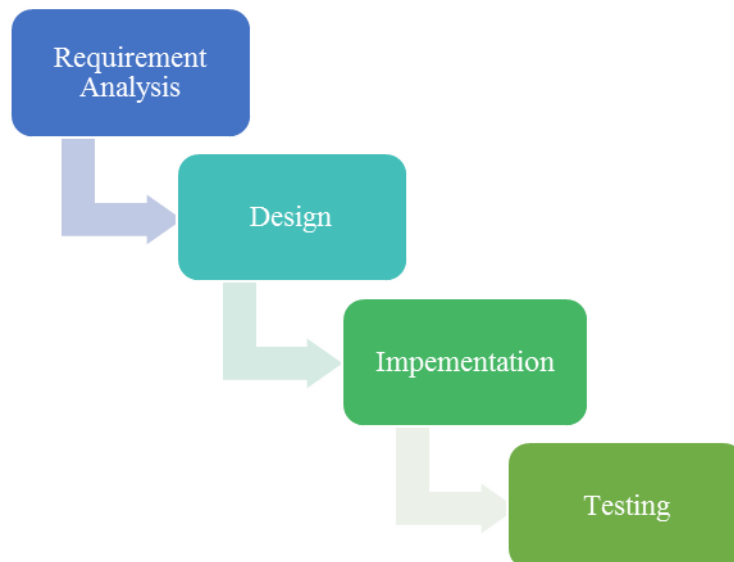 Requirement
Analysis
Design
Impementation
Testing